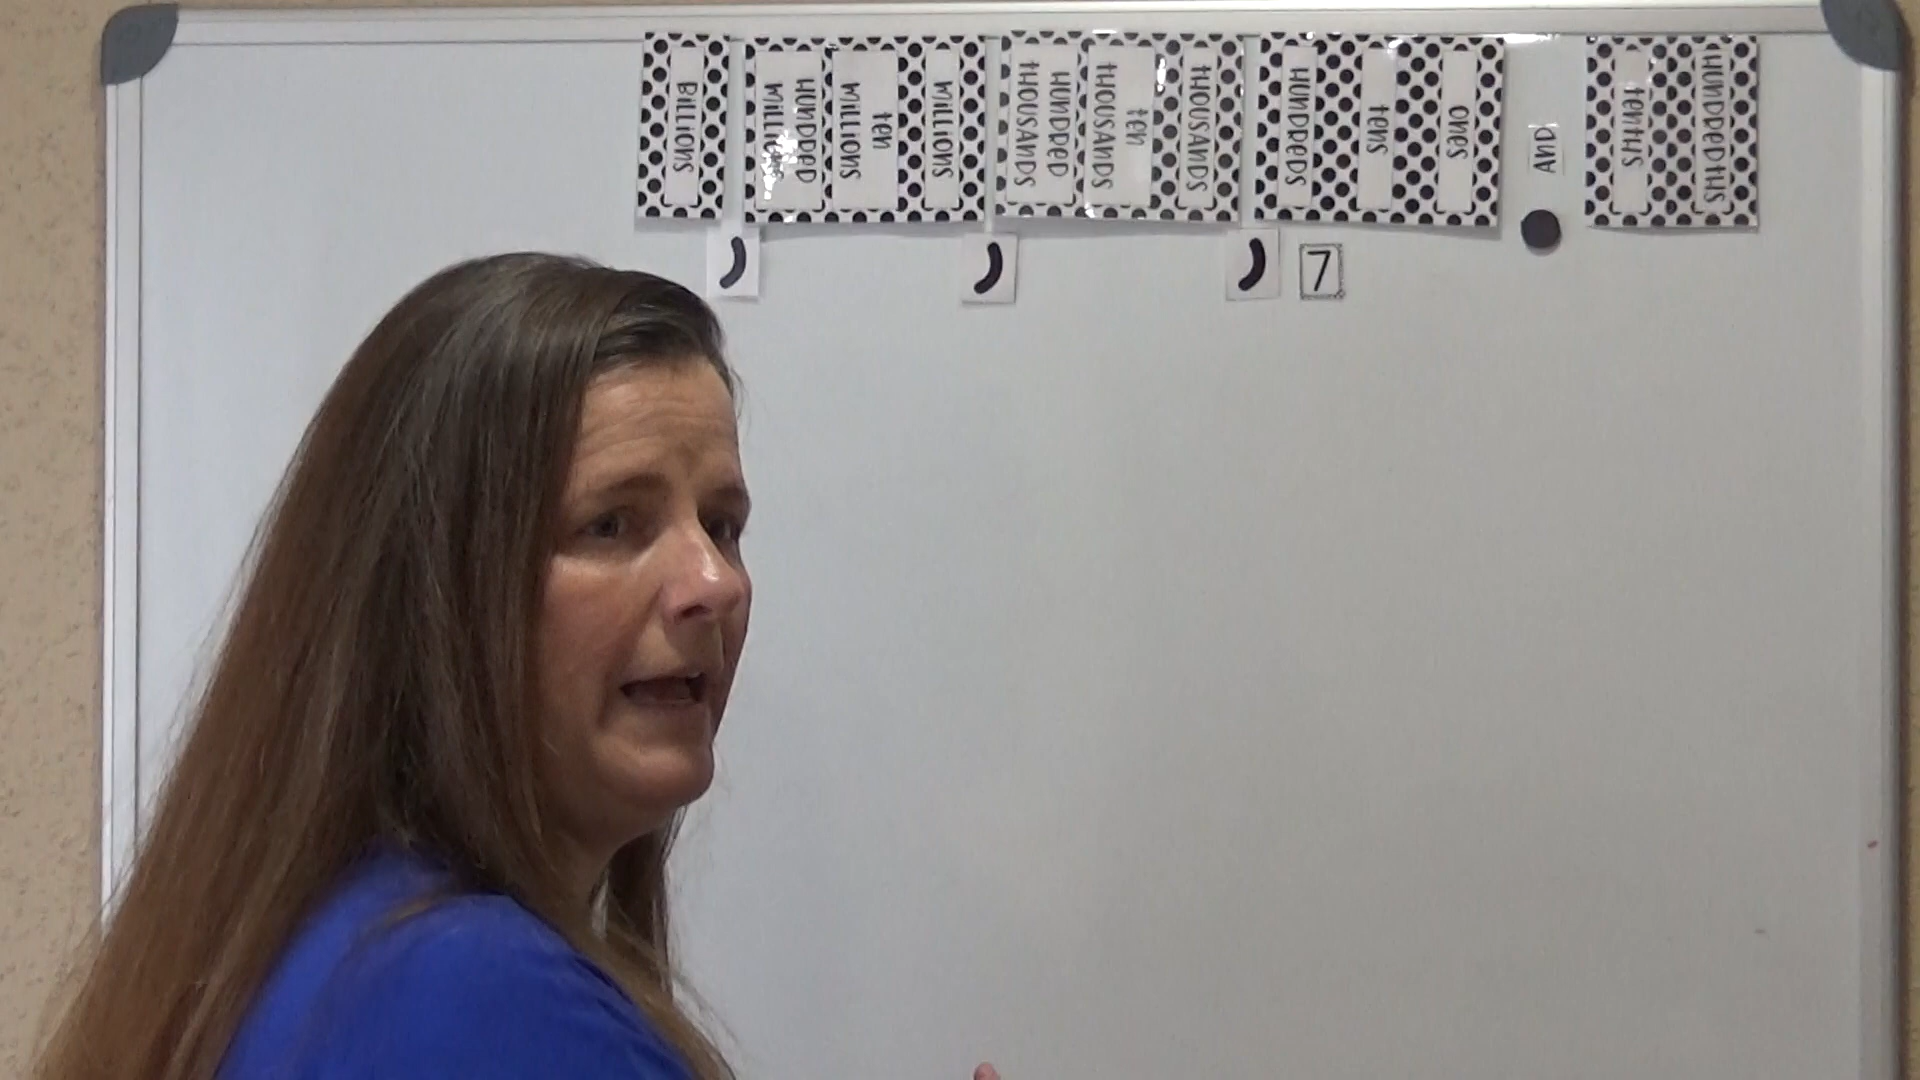 BILLIONS
HUNDRED MILLIONS
ten MILLIONS
MILLIONS
HUNDRED THOUSANDS
ten THOUSANDS
THOUSANDS
HUNDREDS
tens
ones
AND
tenths
HUNDREDTHS
, , , 7